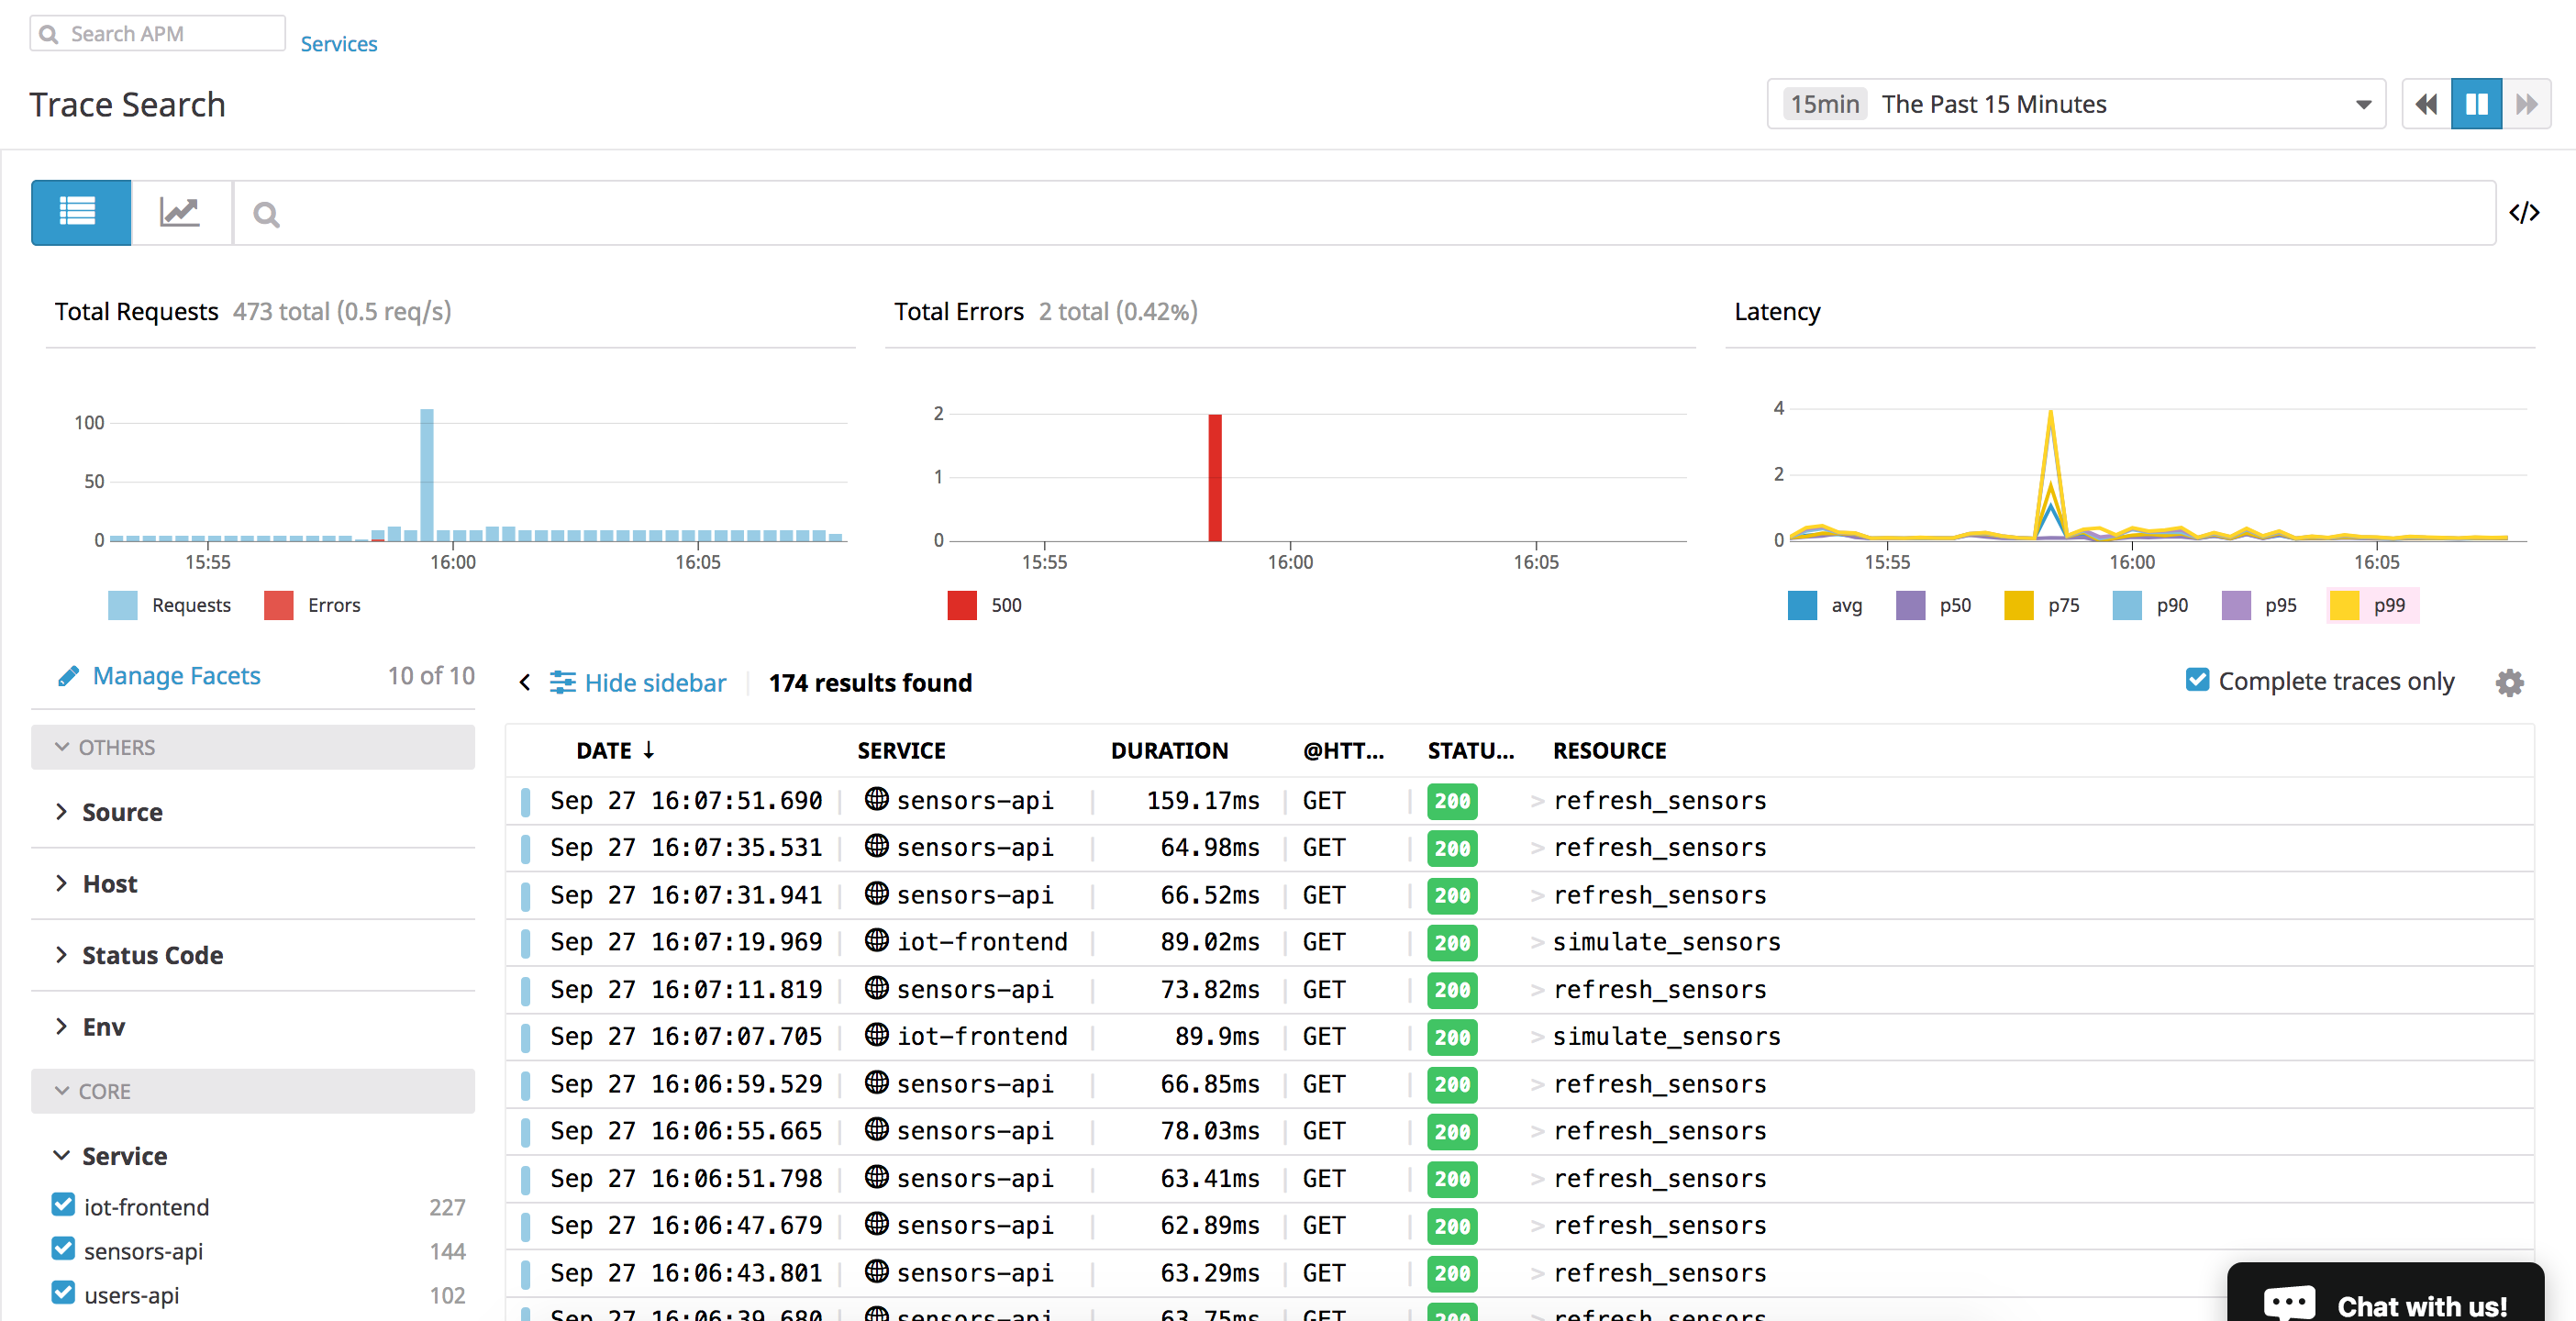 Search APM Services
Trace Search
15min The Past 15 Minutes
</>
Total Requests 473 total (0.5 req/s)
100
50
0
15:55 16:00 16:05
Requests Errors
Total Errors 2 total (0.42%)
2
1
0
15:55 16:00 16:05
500
Latency
4
2
0
15:55 16:00 16:05
avg p50 p75 p90 p95 p99
Manage Facets 10 of 10
OTHERS
Source
Host
Status Code
Env
CORE
Service
iot-frontend 227
sensors-api 144
users-api 102
Hide sidebar 174 results found Complete traces only
DATE ↓ SERVICE DURATION @HTT... STATU... RESOURCE
Sep 27 16:07:51.690 sensors-api 159.17ms GET 200 > refresh_sensors
Sep 27 16:07:35.531 sensors-api 64.98ms GET 200 > refresh_sensors
Sep 27 16:07:31.941 sensors-api 66.52ms GET 200 > refresh_sensors
Sep 27 16:07:19.969 iot-frontend 89.02ms GET 200 > simulate_sensors
Sep 27 16:07:11.819 sensors-api 73.82ms GET 200 > refresh_sensors
Sep 27 16:07:07.705 iot-frontend 89.9ms GET 200 > simulate_sensors
Sep 27 16:06:59.529 sensors-api 66.85ms GET 200 > refresh_sensors
Sep 27 16:06:55.665 sensors-api 78.03ms GET 200 > refresh_sensors
Sep 27 16:06:51.798 sensors-api 63.41ms GET 200 > refresh_sensors
Sep 27 16:06:47.679 sensors-api 62.89ms GET 200 > refresh_sensors
Sep 27 16:06:43.801 sensors-api 63.29ms GET 200 > refresh_sensors
Sep 27 16:06:39.680 sensors-api 63.75ms GET 200 > refresh_sensors
Chat with us!